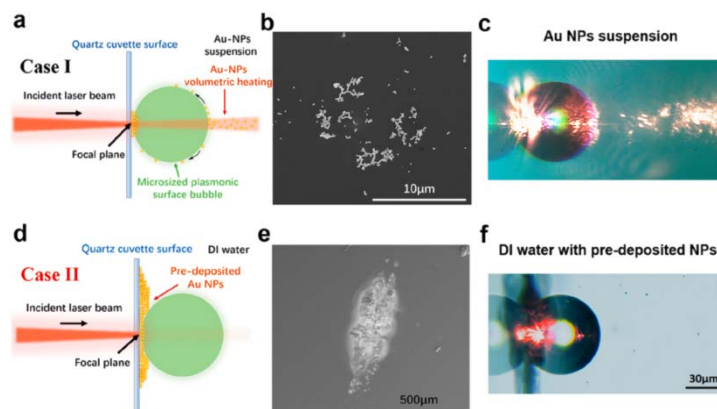 a
Quartz cuvette surface
Au-NPs
suspension
Case I
Au-NPs
volumetric heating
Incident laser beam
Focal plane
Microsized plasmonic
surface bubble
b
10μm
c
Au NPs suspension
d
Quartz cuvette surface
DI water
Case II
Pre-deposited
Au NPs
Incident laser beam
Focal plane
e
500μm
f
DI water with pre-deposited NPs
30μm